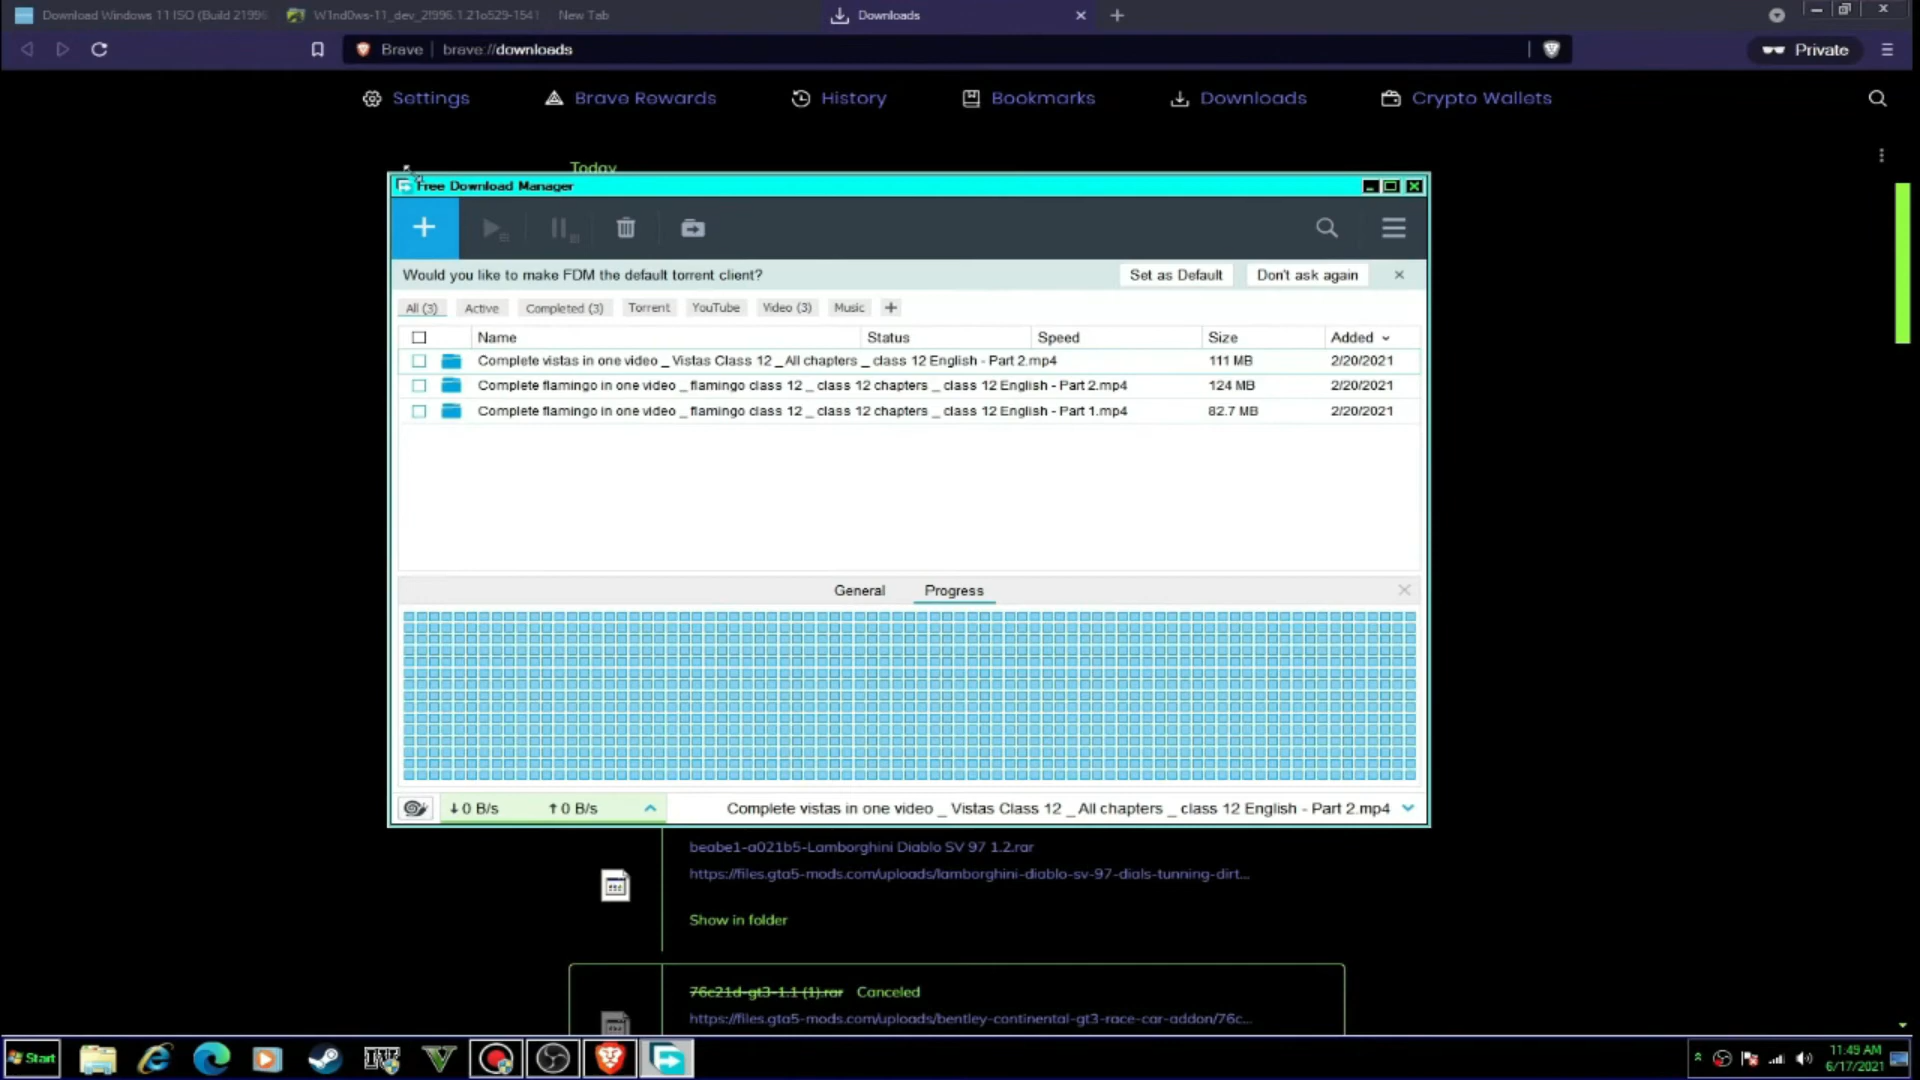 Download Windows 11 ISO (Build 21996
W1nd0ws-11_dev_21996.1.21o529-1541
New Tab
Downloads
Brave
brave://downloads
Private
Settings
Brave Rewards
History
Bookmarks
Downloads
Crypto Wallets
Today
Free Download Manager
Would you like to make FDM the default torrent client?
Set as Default
Don't ask again
All (3)
Active
Completed (3)
Torrent
YouTube
Video (3)
Music
Name
Status
Speed
Size
Added
Complete vistas in one video _ Vistas Class 12 _ All chapters _ class 12 English - Part 2.mp4
111 MB
2/20/2021
Complete flamingo in one video _ flamingo class 12 _ class 12 chapters _ class 12 English - Part 2.mp4
124 MB
2/20/2021
Complete flamingo in one video _ flamingo class 12 _ class 12 chapters _ class 12 English - Part 1.mp4
82.7 MB
2/20/2021
General
Progress
0 B/s
0 B/s
Complete vistas in one video _ Vistas Class 12 _ All chapters _ class 12 English - Part 2.mp4
beabe1-a021b5-Lamborghini Diablo SV 97 1.2.rar
https://files.gta5-mods.com/uploads/lamborghini-diablo-sv-97-dials-tunning-dirt...
Show in folder
76c21d-gt3-1.1 (1).rar
Canceled
https://files.gta5-mods.com/uploads/bentley-continental-gt3-race-car-addon/76c...
Start
IV
V
11:49 AM
6/17/2021